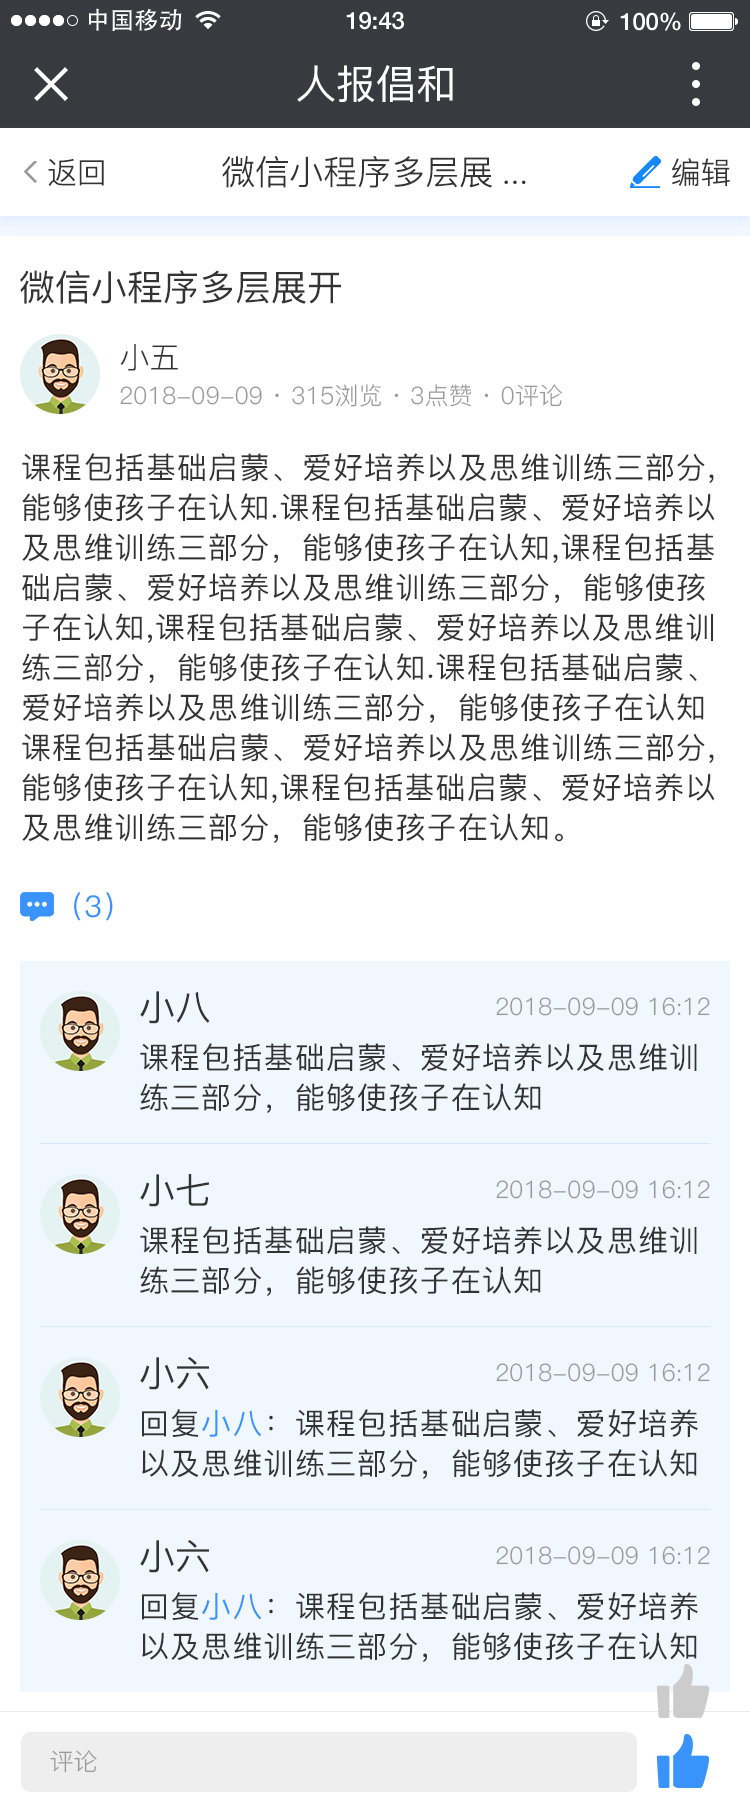 中国移动 19:43 100%
人报倡和
返回 微信小程序多层展 ... 编辑
微信小程序多层展开
小五
2018-09-09 · 315浏览 · 3点赞 · 0评论
课程包括基础启蒙、爱好培养以及思维训练三部分,
能够使孩子在认知.课程包括基础启蒙、爱好培养以
及思维训练三部分，能够使孩子在认知,课程包括基
础启蒙、爱好培养以及思维训练三部分，能够使孩
子在认知,课程包括基础启蒙、爱好培养以及思维训
练三部分，能够使孩子在认知.课程包括基础启蒙、
爱好培养以及思维训练三部分，能够使孩子在认知
课程包括基础启蒙、爱好培养以及思维训练三部分,
能够使孩子在认知,课程包括基础启蒙、爱好培养以
及思维训练三部分，能够使孩子在认知。
(3)
小八 2018-09-09 16:12
课程包括基础启蒙、爱好培养以及思维训
练三部分，能够使孩子在认知
小七 2018-09-09 16:12
课程包括基础启蒙、爱好培养以及思维训
练三部分，能够使孩子在认知
小六 2018-09-09 16:12
回复小八：课程包括基础启蒙、爱好培养
以及思维训练三部分，能够使孩子在认知
小六 2018-09-09 16:12
回复小八：课程包括基础启蒙、爱好培养
以及思维训练三部分，能够使孩子在认知
评论